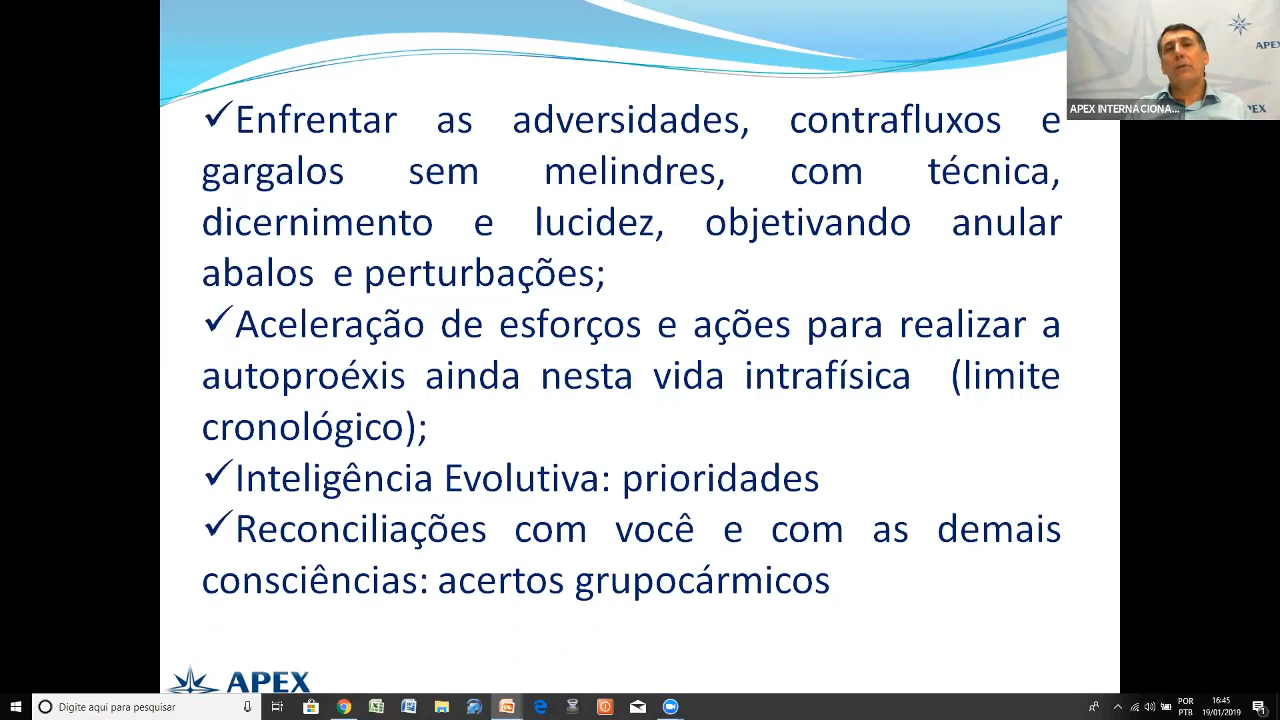 ✓Enfrentar as adversidades, contrafluxos e
gargalos sem melindres, com técnica,
dicernimento e lucidez, objetivando anular
abalos e perturbações;
✓Aceleração de esforços e ações para realizar a
autoproéxis ainda nesta vida intrafísica (limite
cronológico);
✓Inteligência Evolutiva: prioridades
✓Reconciliações com você e com as demais
consciências: acertos grupocármicos
APEX
APEX
APEX INTERNACIONA...
PEX
Digite aqui para pesquisar
POR
PTB
16:45
19/01/2019